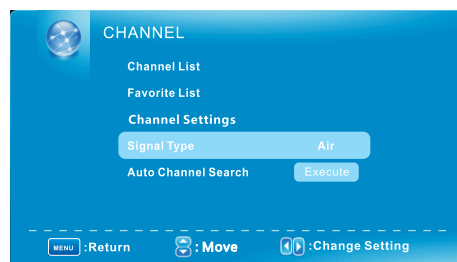 CHANNEL
Channel List
Favorite List
Channel Settings
Signal Type Air
Auto Channel Search Execute
MENU :Return : Move :Change Setting